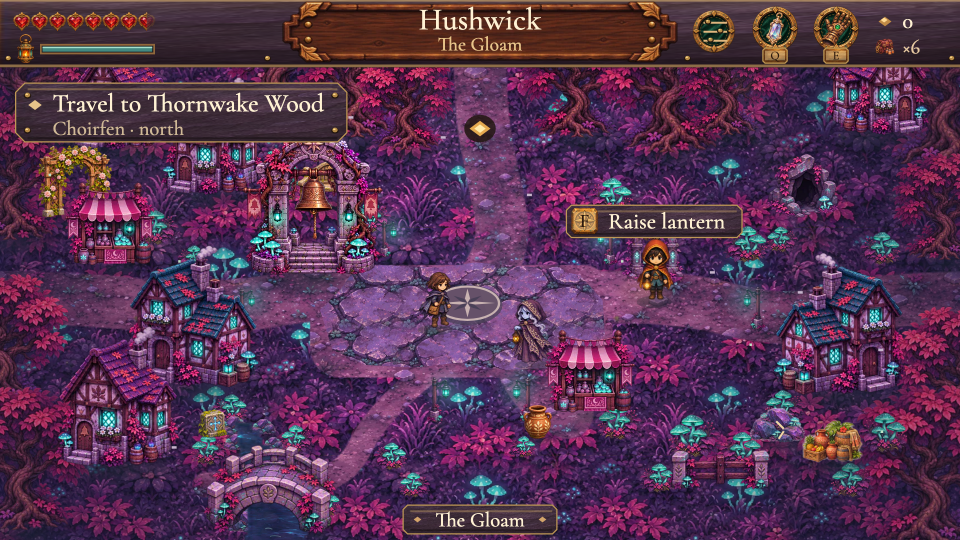 Hushwick
The Gloam
Q
E
0
×6
Travel to Thornwake Wood
Choirfen · north
F Raise lantern
The Gloam